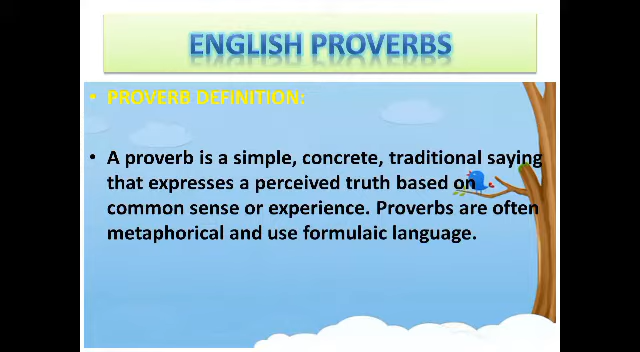 ENGLISH PROVERBS
• PROVERB DEFINITION:
• A proverb is a simple, concrete, traditional saying
that expresses a perceived truth based on
common sense or experience. Proverbs are often
metaphorical and use formulaic language.